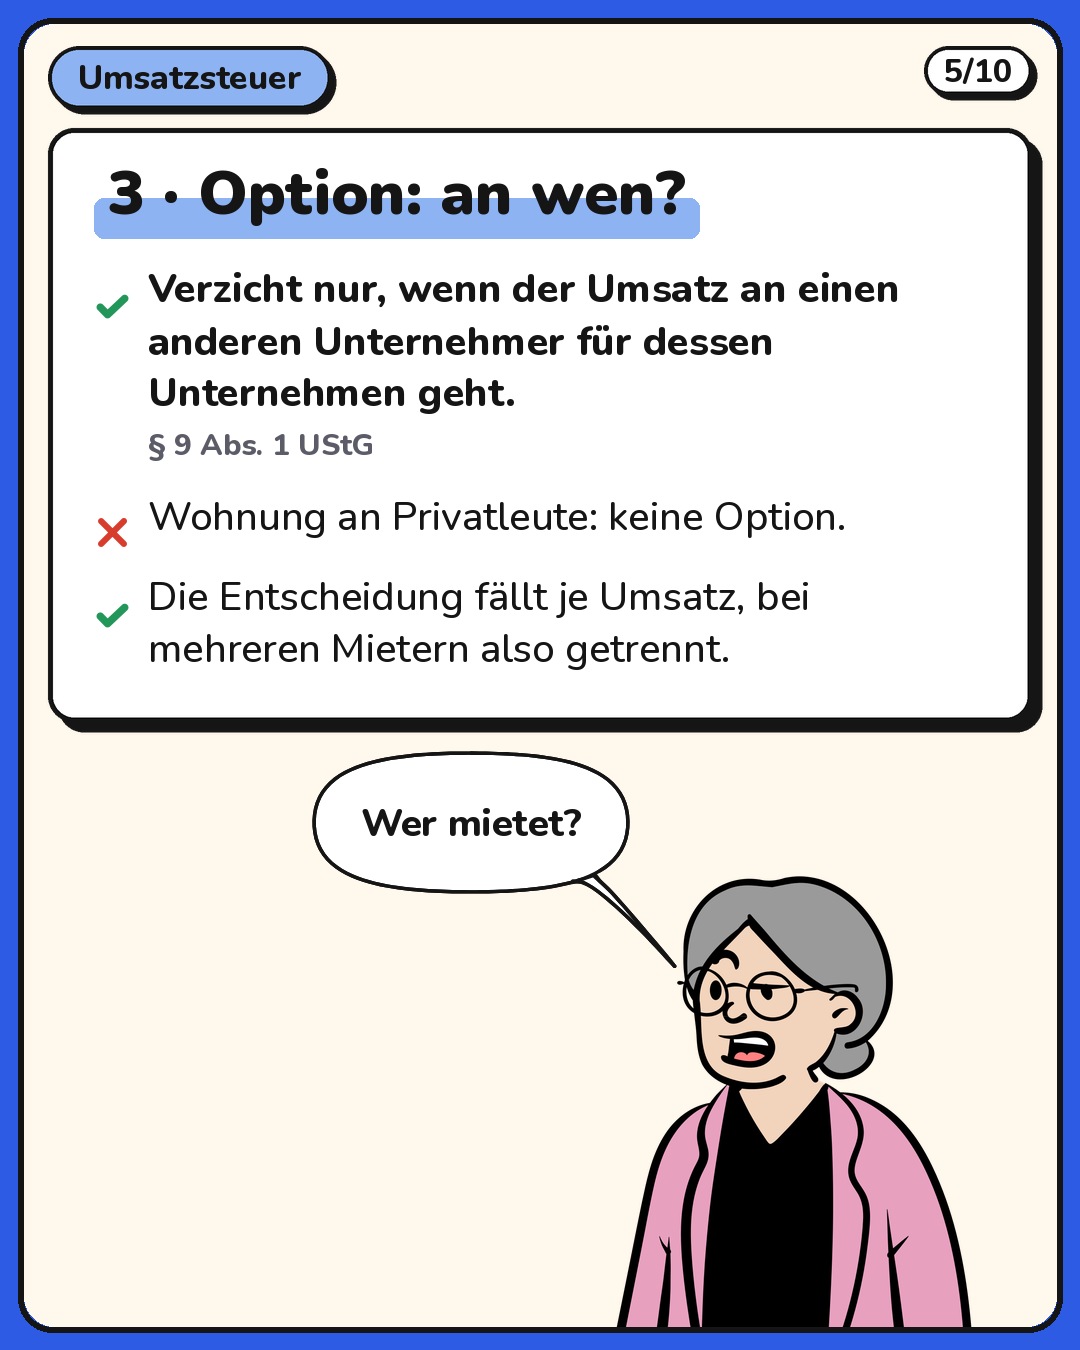 Umsatzsteuer
5/10
3 · Option: an wen?
Verzicht nur, wenn der Umsatz an einen
anderen Unternehmer für dessen
Unternehmen geht.
§ 9 Abs. 1 UStG
Wohnung an Privatleute: keine Option.
Die Entscheidung fällt je Umsatz, bei
mehreren Mietern also getrennt.
Wer mietet?